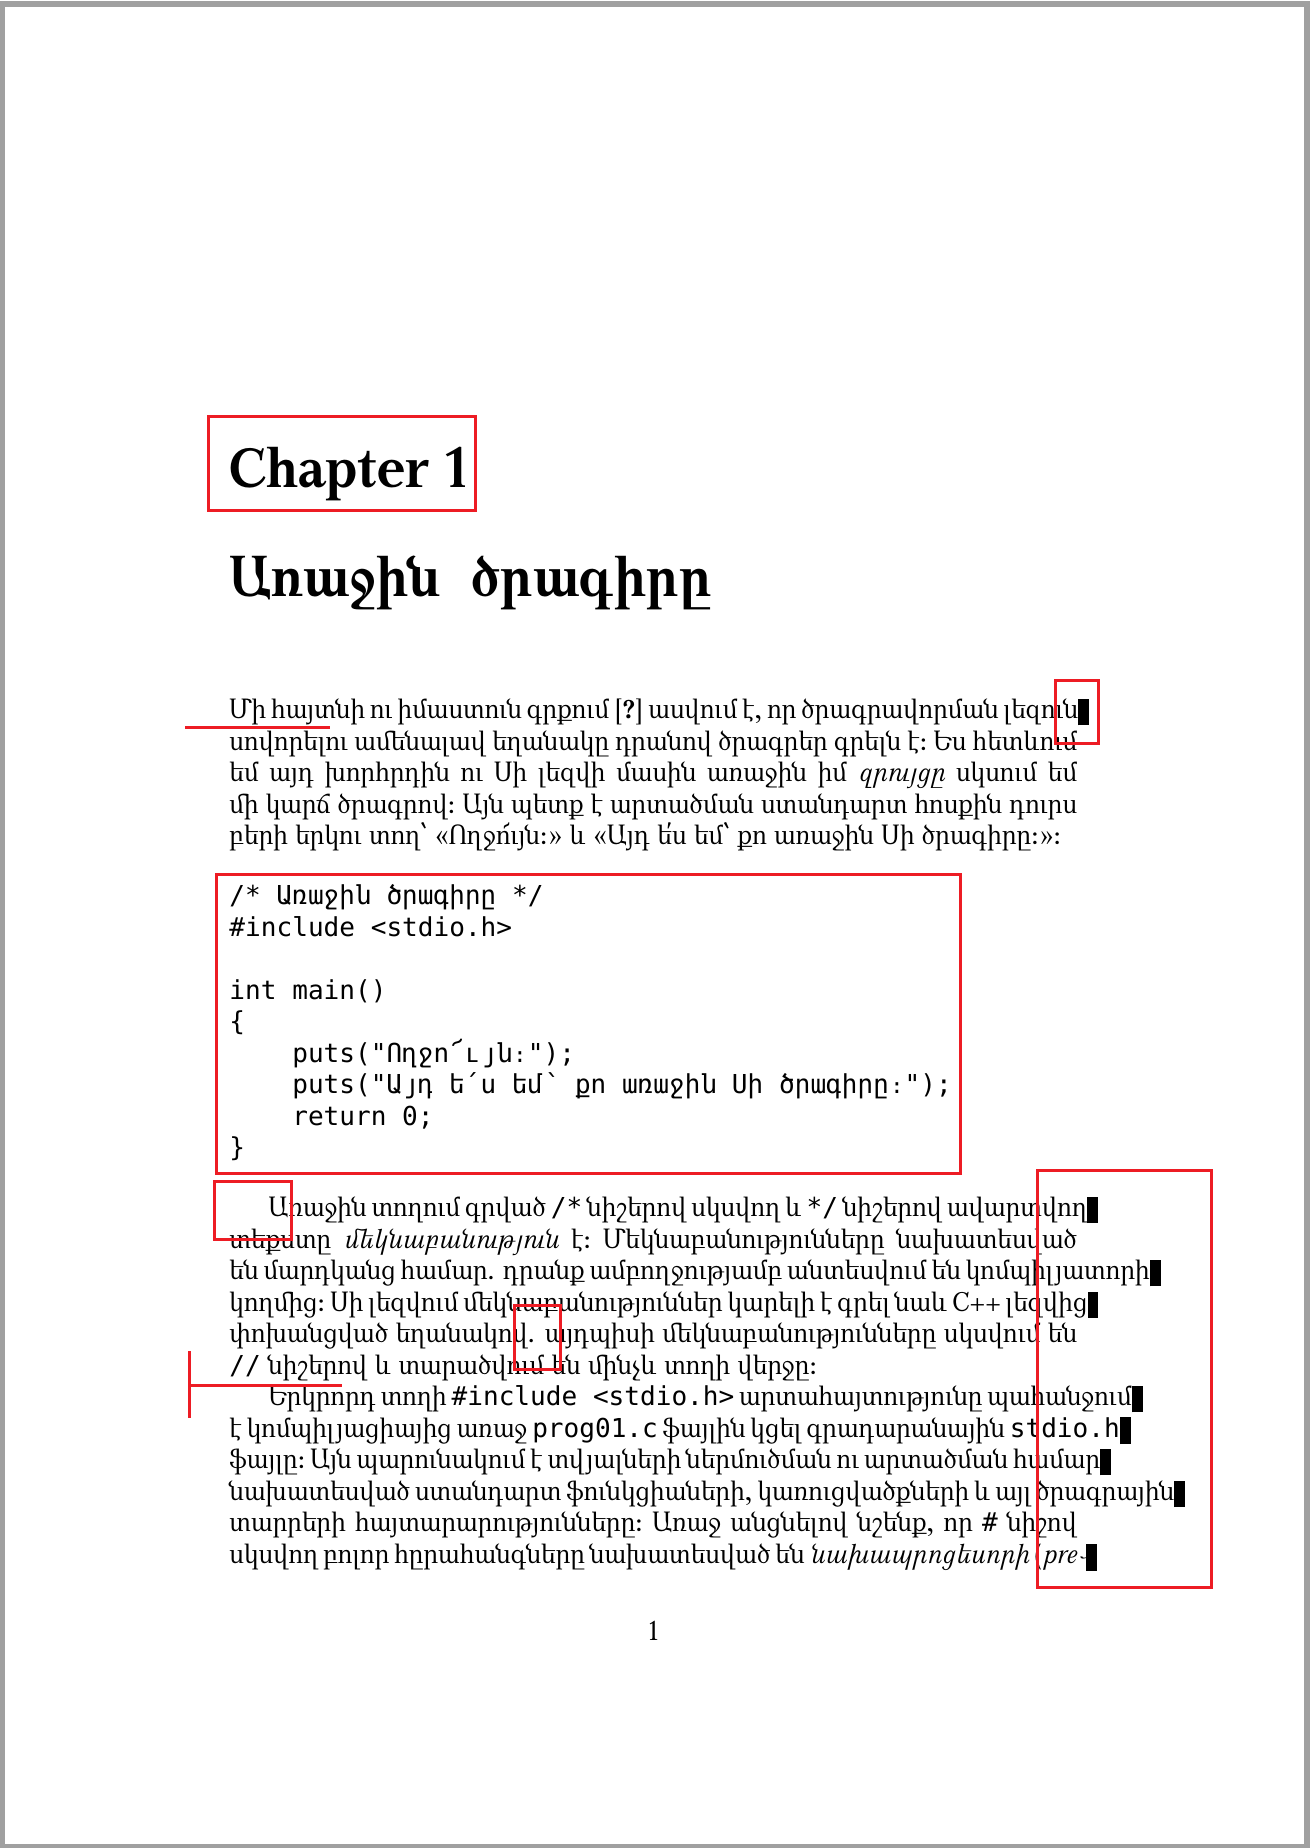 Chapter 1
Առաջին ծրագիրը
Մի հայտնի ու իմաստուն գրքում [?] ասվում է, որ ծրագրավորման լեզուն
սովորելու ամենալավ եղանակը դրանով ծրագրեր գրելն է։ Ես հետևում
եմ այդ խորհրդին ու Սի լեզվի մասին առաջին իմ զրույցը սկսում եմ
մի կարճ ծրագրով։ Այն պետք է արտածման ստանդարտ հոսքին դուրս
բերի երկու տող՝ «Ողջո՜ւյն։» և «Այդ ե՛ս եմ՝ քո առաջին Սի ծրագիրը։»։
/* Առաջին ծրագիրը */
#include <stdio.h>
int main()
{
    puts("Ողջո՜ւյն։");
    puts("Այդ ե՛ս եմ՝ քո առաջին Սի ծրագիրը։");
    return 0;
}
Առաջին տողում գրված /* նիշերով սկսվող և */ նիշերով ավարտվող
տեքստը մեկնաբանություն է։ Մեկնաբանությունները նախատեսված
են մարդկանց համար. դրանք ամբողջությամբ անտեսվում են կոմպիլյատորի
կողմից։ Սի լեզվում մեկնաբանություններ կարելի է գրել նաև C++ լեզվից
փոխանցված եղանակով. այդպիսի մեկնաբանությունները սկսվում են
// նիշերով և տարածվում են մինչև տողի վերջը։
Երկրորդ տողի #include <stdio.h> արտահայտությունը պահանջում
է կոմպիլյացիայից առաջ prog01.c ֆայլին կցել գրադարանային stdio.h
ֆայլը։ Այն պարունակում է տվյալների ներմուծման ու արտածման համար
նախատեսված ստանդարտ ֆունկցիաների, կառուցվածքների և այլ ծրագրային
տարրերի հայտարարությունները։ Առաջ անցնելով նշենք, որ # նիշով
սկսվող բոլոր հըրահանգները նախատեսված են նախապրոցեսորի (pre-
1